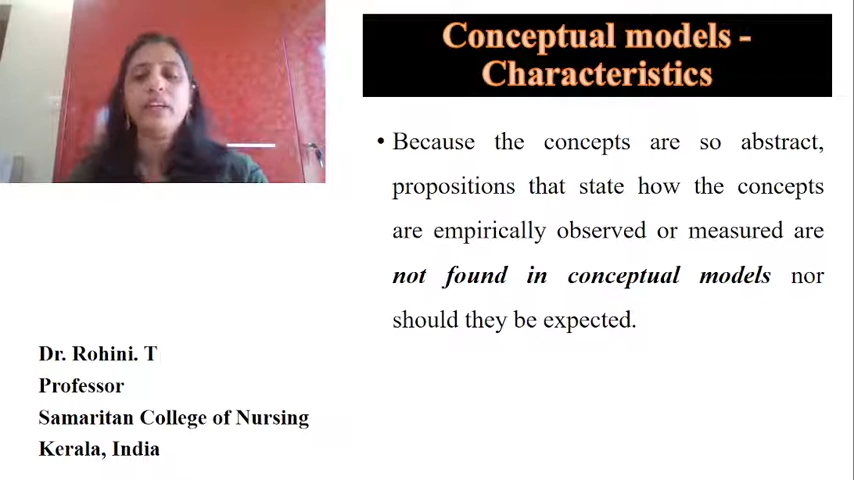 Conceptual models -
Characteristics
• Because the concepts are so abstract,
propositions that state how the concepts
are empirically observed or measured are
not found in conceptual models nor
should they be expected.
Dr. Rohini. T
Professor
Samaritan College of Nursing
Kerala, India